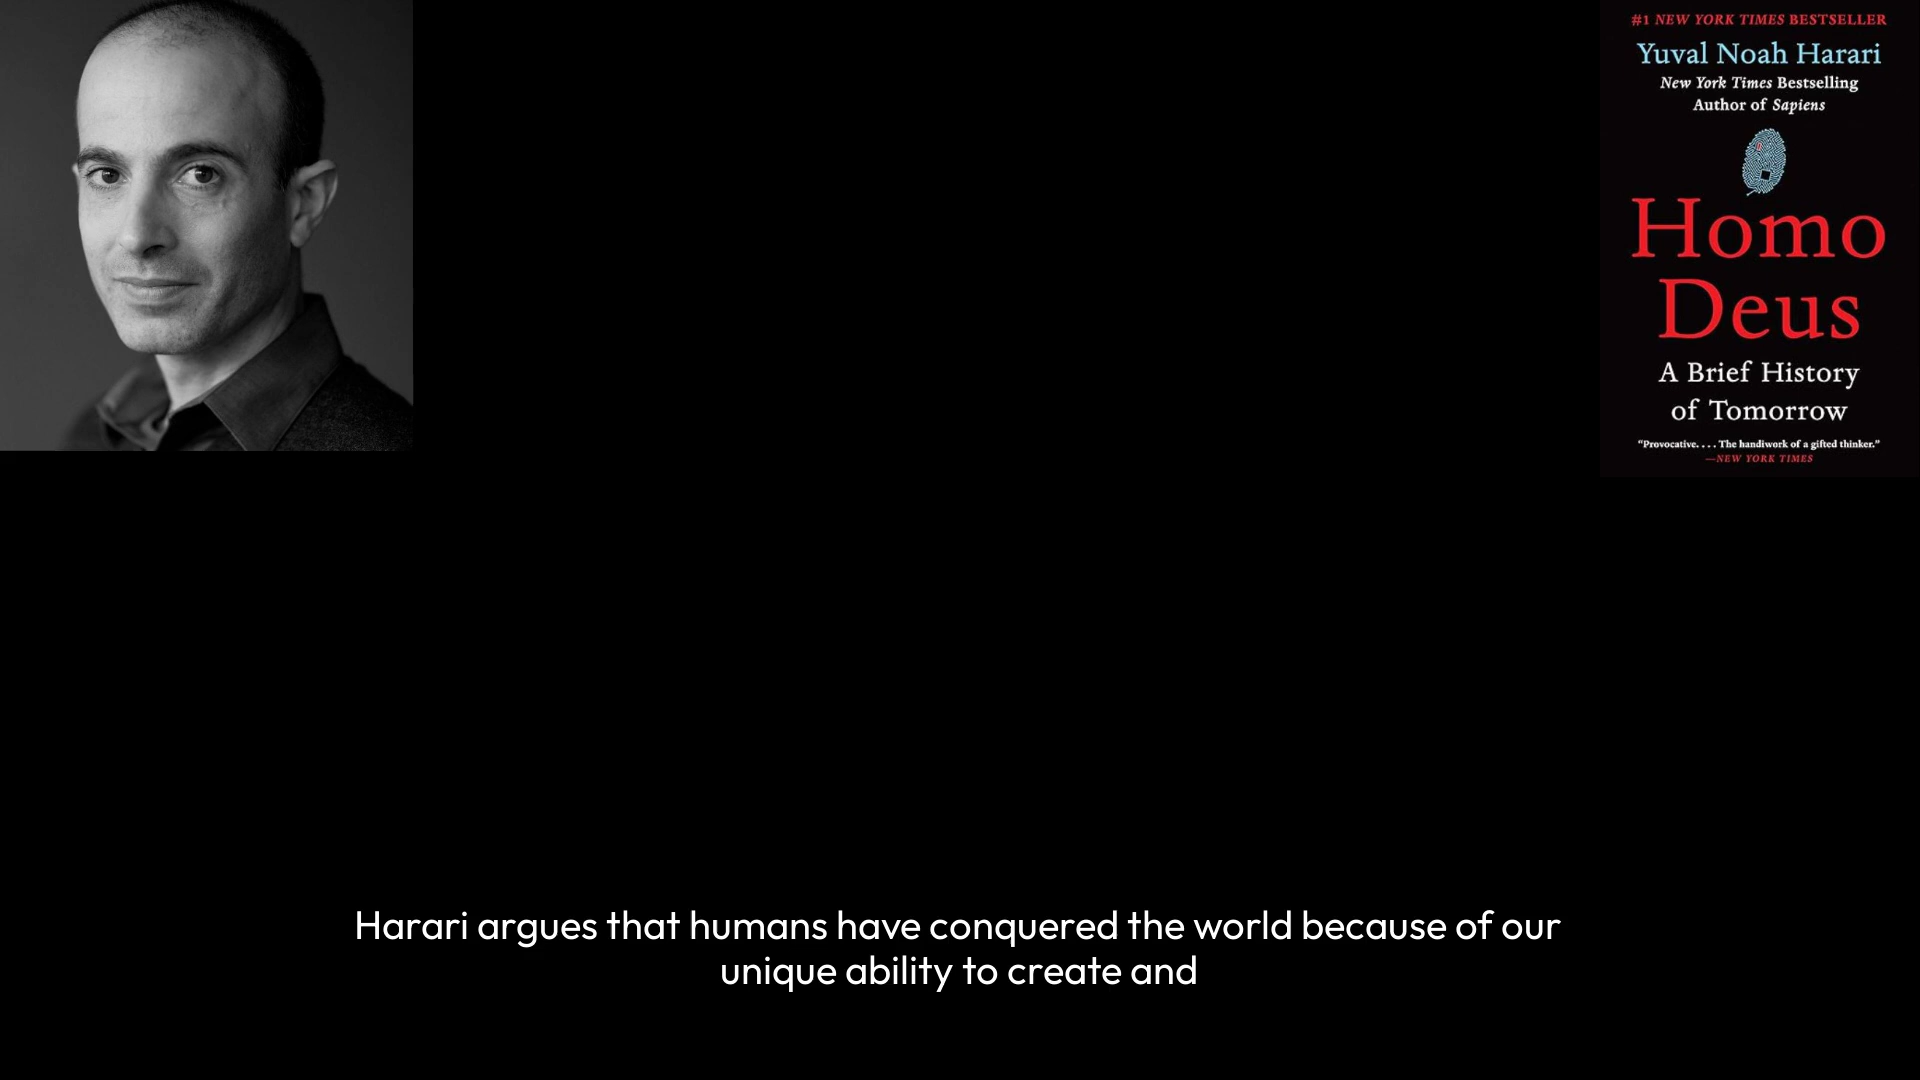 #1 NEW YORK TIMES BESTSELLER
Yuval Noah Harari
New York Times Bestselling
Author of Sapiens
Homo
Deus
A Brief History
of Tomorrow
“Provocative. . . . The handiwork of a gifted thinker.”
—NEW YORK TIMES
Harari argues that humans have conquered the world because of our
unique ability to create and